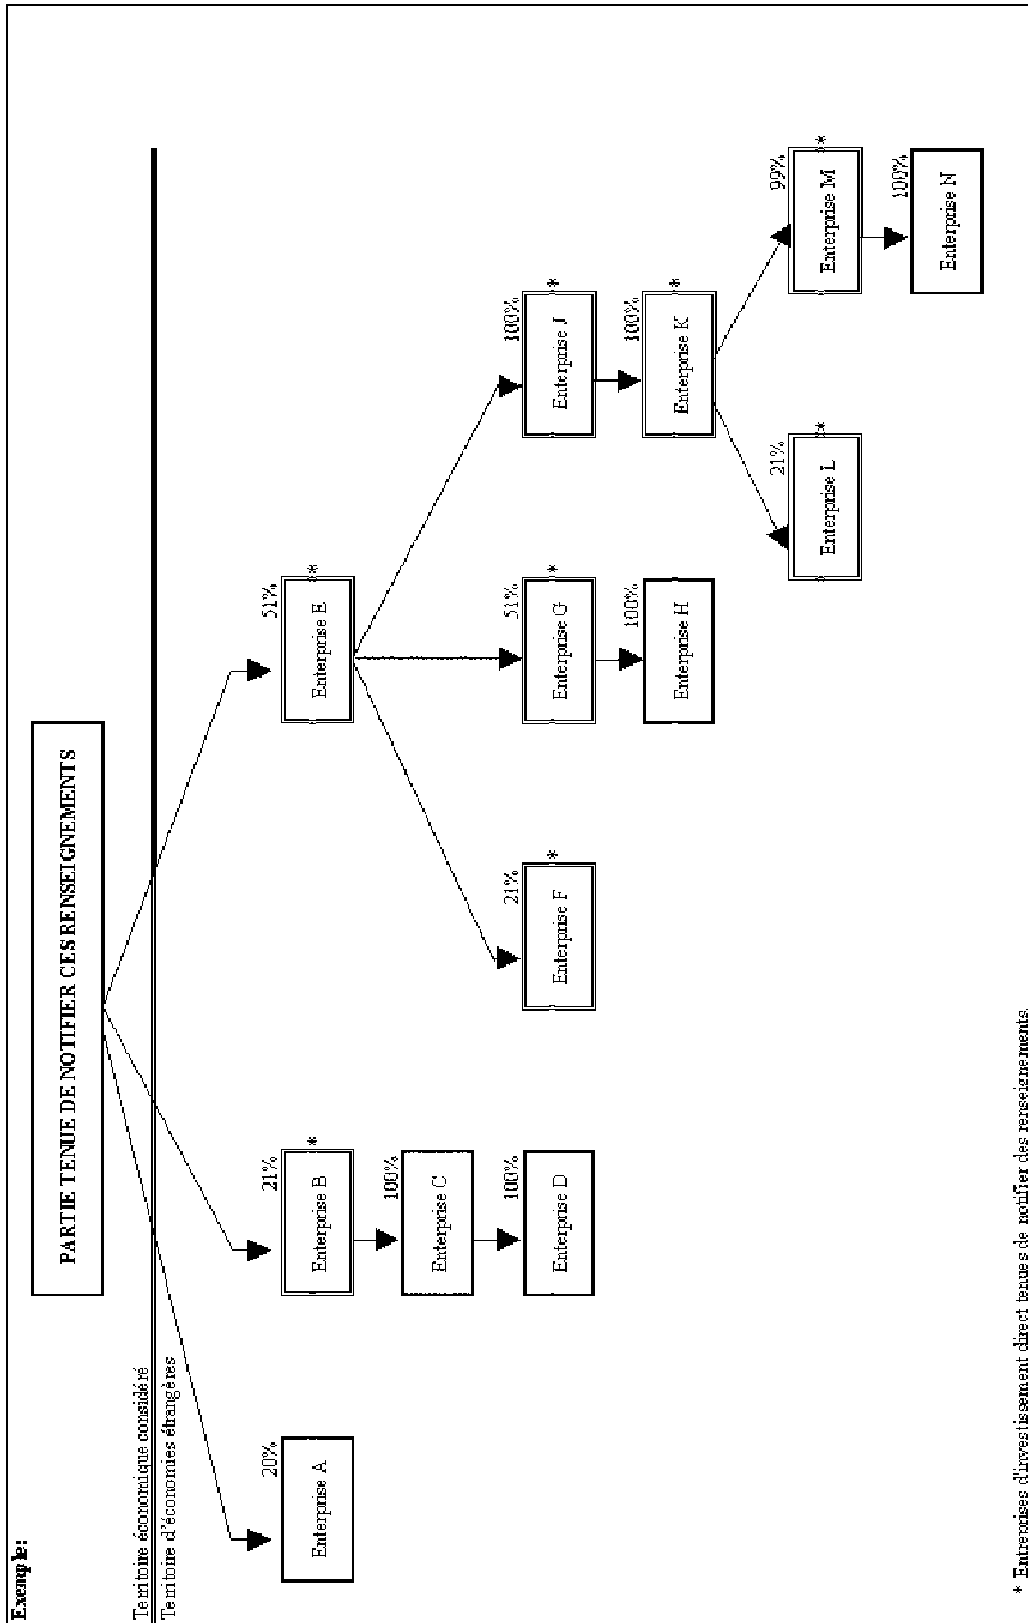 Exemple:
PARTIE TENUE DE NOTIFIER CES RENSEIGNEMENTS
Territoire économique considéré
Territoire d'économies étrangères
20%
Enterprise A
21%
Enterprise B
*
51%
Enterprise E
*
100%
Enterprise C
100%
Enterprise D
21%
Enterprise F
*
51%
Enterprise G
*
100%
Enterprise J
*
100%
Enterprise H
100%
Enterprise K
*
21%
Enterprise L
*
99%
Enterprise M
*
100%
Enterprise N
* Entreprises d'investissement direct tenues de notifier des renseignements.